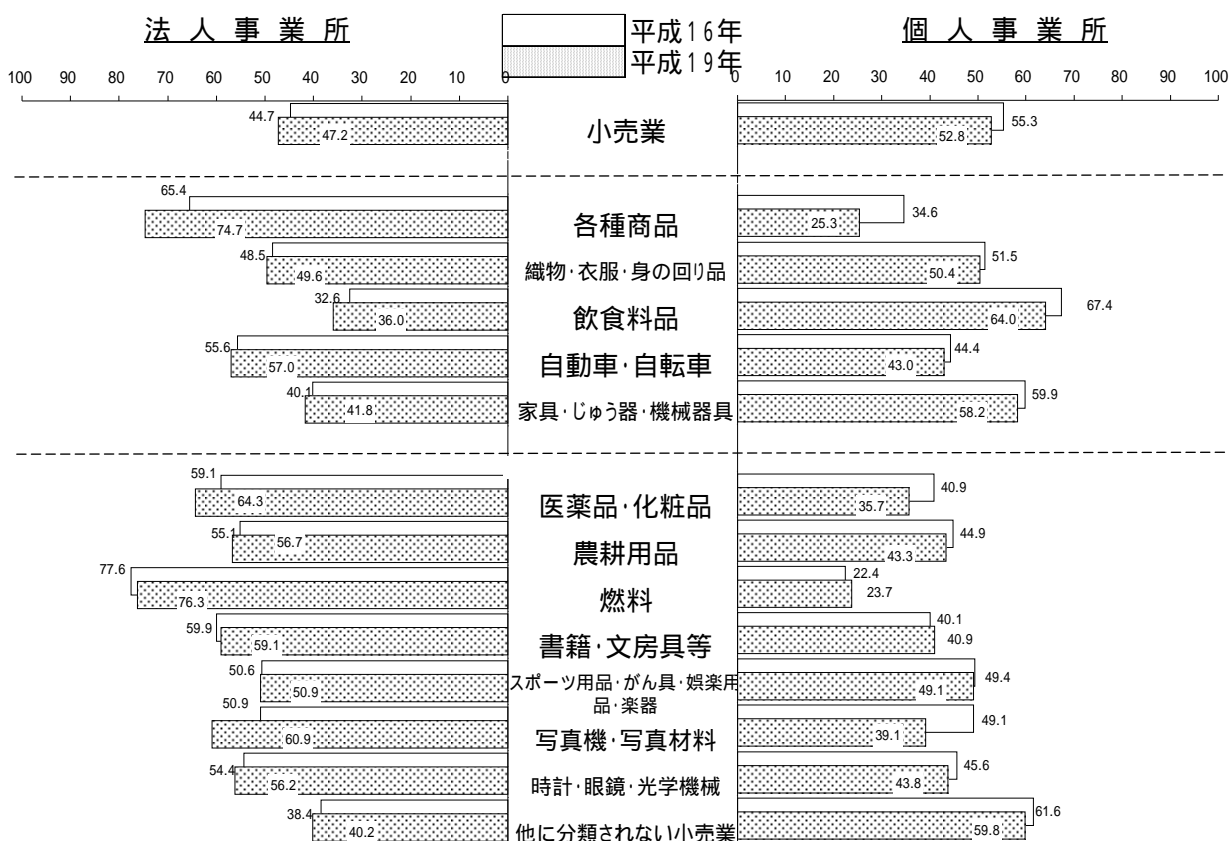 法人事業所
平成16年
平成19年
個人事業所
100 90 80 70 60 50 40 30 20 10 0
0 10 20 30 40 50 60 70 80 90 100
44.7 小売業 55.3
47.2 52.8
65.4 各種商品 34.6
74.7 25.3
48.5 織物・衣服・身の回り品 51.5
49.6 50.4
32.6 飲食料品 67.4
36.0 64.0
55.6 自動車・自転車 44.4
57.0 43.0
40.1 家具・じゅう器・機械器具 59.9
41.8 58.2
59.1 医薬品・化粧品 40.9
64.3 35.7
55.1 農耕用品 44.9
56.7 43.3
77.6 燃料 22.4
76.3 23.7
59.9 書籍・文房具等 40.1
59.1 40.9
50.6 スポーツ用品・がん具・娯楽用 49.4
50.9 品・楽器 49.1
50.9 写真機・写真材料 49.1
60.9 39.1
54.4 時計・眼鏡・光学機械 45.6
56.2 43.8
38.4 他に分類されない小売業 61.6
40.2 59.8